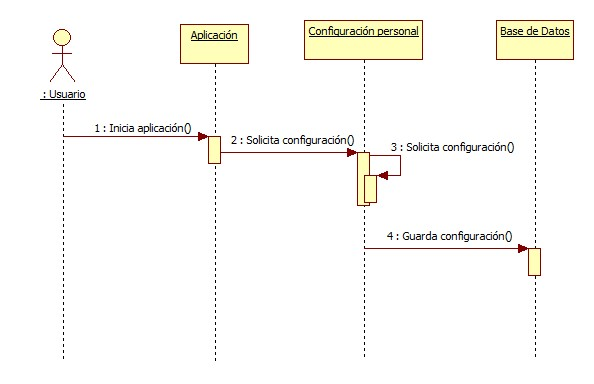 Aplicación
Configuración personal
Base de Datos
: Usuario
1 : Inicia aplicación()
2 : Solicita configuración()
3 : Solicita configuración()
4 : Guarda configuración()